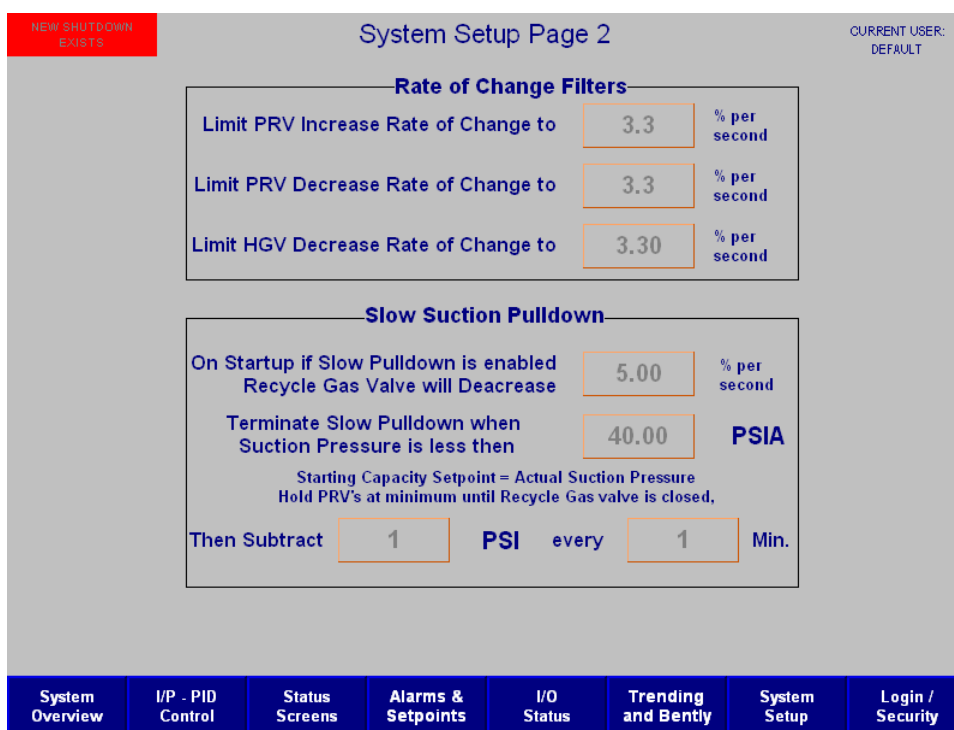 NEW SHUTDOWN
EXISTS
System Setup Page 2
CURRENT USER:
DEFAULT
Rate of Change Filters
Limit PRV Increase Rate of Change to 3.3 % per second
Limit PRV Decrease Rate of Change to 3.3 % per second
Limit HGV Decrease Rate of Change to 3.30 % per second
Slow Suction Pulldown
On Startup if Slow Pulldown is enabled
Recycle Gas Valve will Deacrease 5.00 % per second
Terminate Slow Pulldown when
Suction Pressure is less then 40.00 PSIA
Starting Capacity Setpoint = Actual Suction Pressure
Hold PRV's at minimum until Recycle Gas valve is closed,
Then Subtract 1 PSI every 1 Min.
System Overview
I/P - PID Control
Status Screens
Alarms & Setpoints
I/O Status
Trending and Bently
System Setup
Login / Security